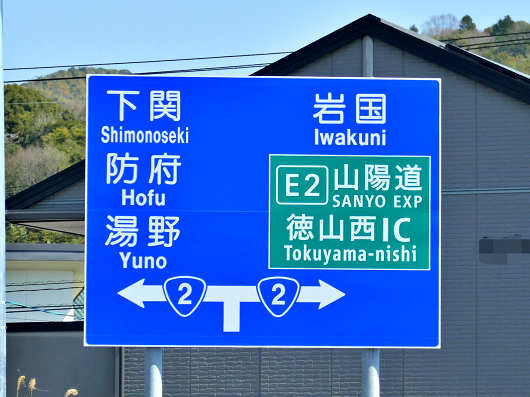 下関
Shimonoseki
防府
Hofu
湯野
Yuno
岩国
Iwakuni
E2 山陽道
SANYO EXP
徳山西IC
Tokuyama-nishi
2 2